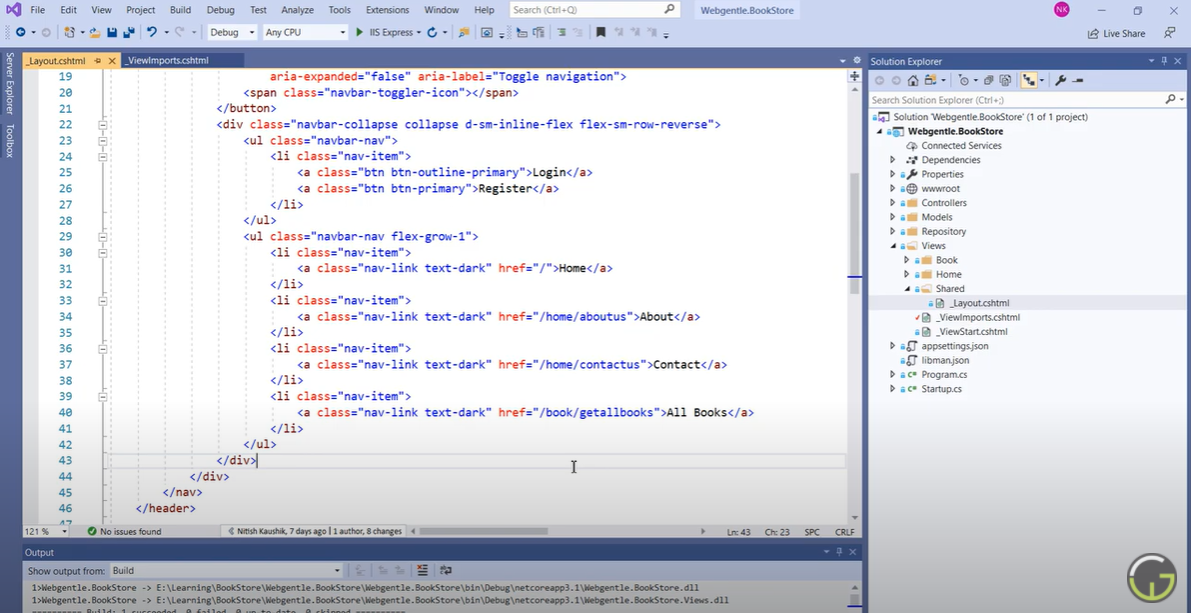 File Edit View Project Build Debug Test Analyze Tools Extensions Window Help Search (Ctrl+Q) Webgentle.BookStore NK
Debug Any CPU IIS Express Live Share
Server Explorer
Toolbox
_Layout.cshtml _ViewImports.cshtml
19 aria-expanded="false" aria-label="Toggle navigation">
20 <span class="navbar-toggler-icon"></span>
21 </button>
22 <div class="navbar-collapse collapse d-sm-inline-flex flex-sm-row-reverse">
23 <ul class="navbar-nav">
24 <li class="nav-item">
25 <a class="btn btn-outline-primary">Login</a>
26 <a class="btn btn-primary">Register</a>
27 </li>
28 </ul>
29 <ul class="navbar-nav flex-grow-1">
30 <li class="nav-item">
31 <a class="nav-link text-dark" href="/">Home</a>
32 </li>
33 <li class="nav-item">
34 <a class="nav-link text-dark" href="/home/aboutus">About</a>
35 </li>
36 <li class="nav-item">
37 <a class="nav-link text-dark" href="/home/contactus">Contact</a>
38 </li>
39 <li class="nav-item">
40 <a class="nav-link text-dark" href="/book/getallbooks">All Books</a>
41 </li>
42 </ul>
43 </div>
44 </div>
45 </nav>
46 </header>
47
121 % No issues found Nitish Kaushik, 7 days ago | 1 author, 8 changes Ln: 43 Ch: 23 SPC CRLF
Output
Show output from: Build
1>Webgentle.BookStore -> E:\Learning\BookStore\Webgentle.BookStore\Webgentle.BookStore\bin\Debug\netcoreapp3.1\Webgentle.BookStore.dll
1>Webgentle.BookStore -> E:\Learning\BookStore\Webgentle.BookStore\Webgentle.BookStore\bin\Debug\netcoreapp3.1\Webgentle.BookStore.Views.dll
========== Build: 1 succeeded, 0 failed, 0 up-to-date, 0 skipped ==========
Solution Explorer
Search Solution Explorer (Ctrl+;)
Solution 'Webgentle.BookStore' (1 of 1 project)
Webgentle.BookStore
Connected Services
Dependencies
Properties
wwwroot
Controllers
Models
Repository
Views
Book
Home
Shared
_Layout.cshtml
_ViewImports.cshtml
_ViewStart.cshtml
appsettings.json
libman.json
Program.cs
Startup.cs